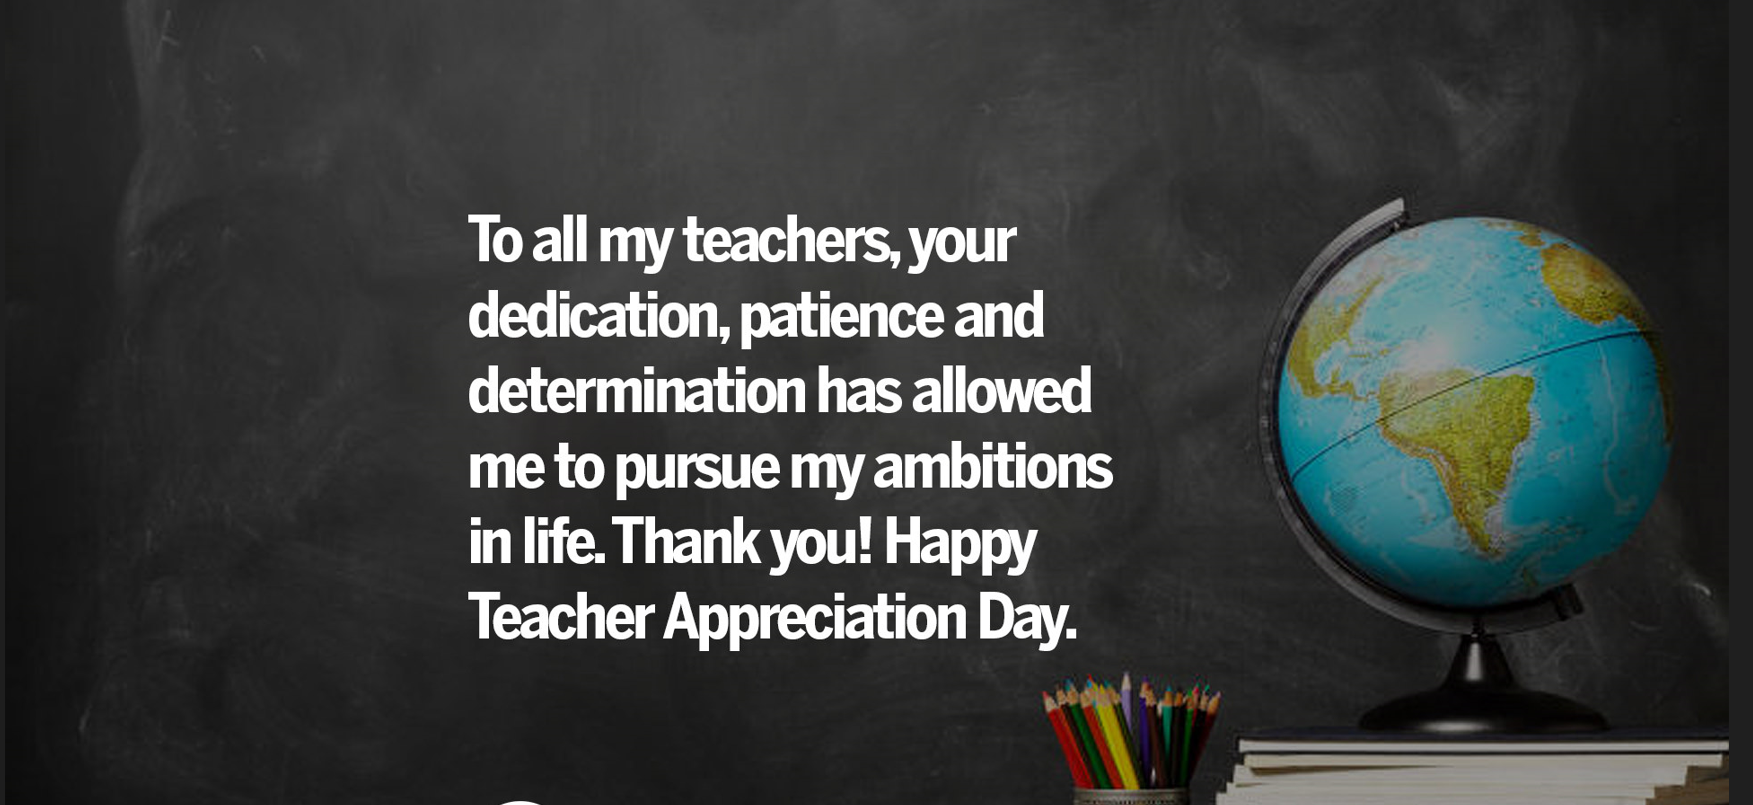 To all my teachers, your
dedication, patience and
determination has allowed
me to pursue my ambitions
in life. Thank you! Happy
Teacher Appreciation Day.